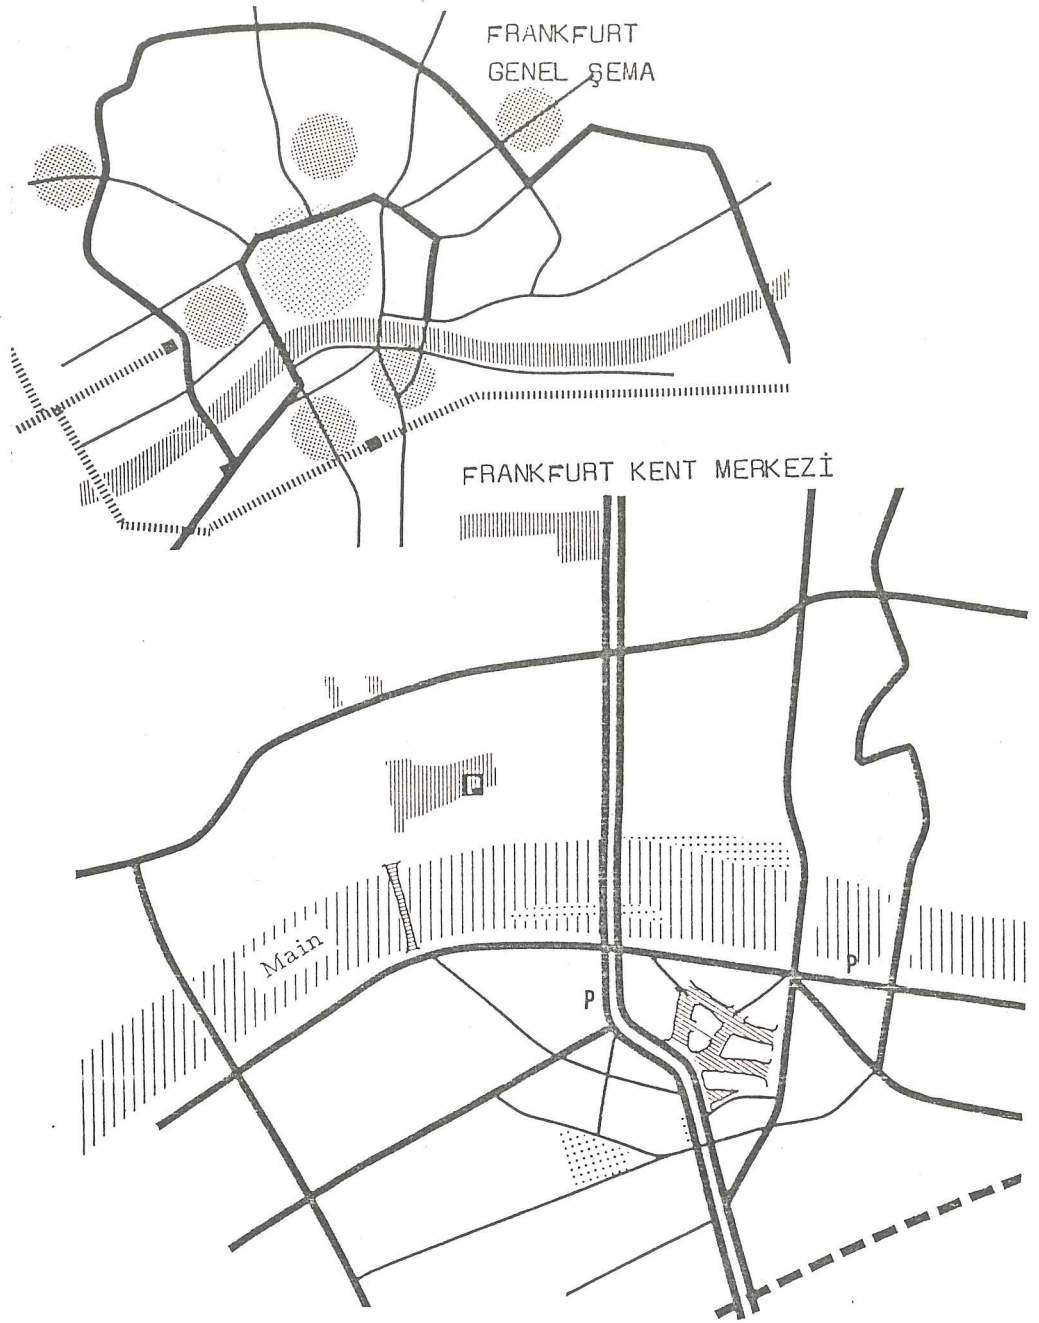 FRANKFURT
GENEL ŞEMA
FRANKFURT KENT MERKEZİ
P
Main
P
P